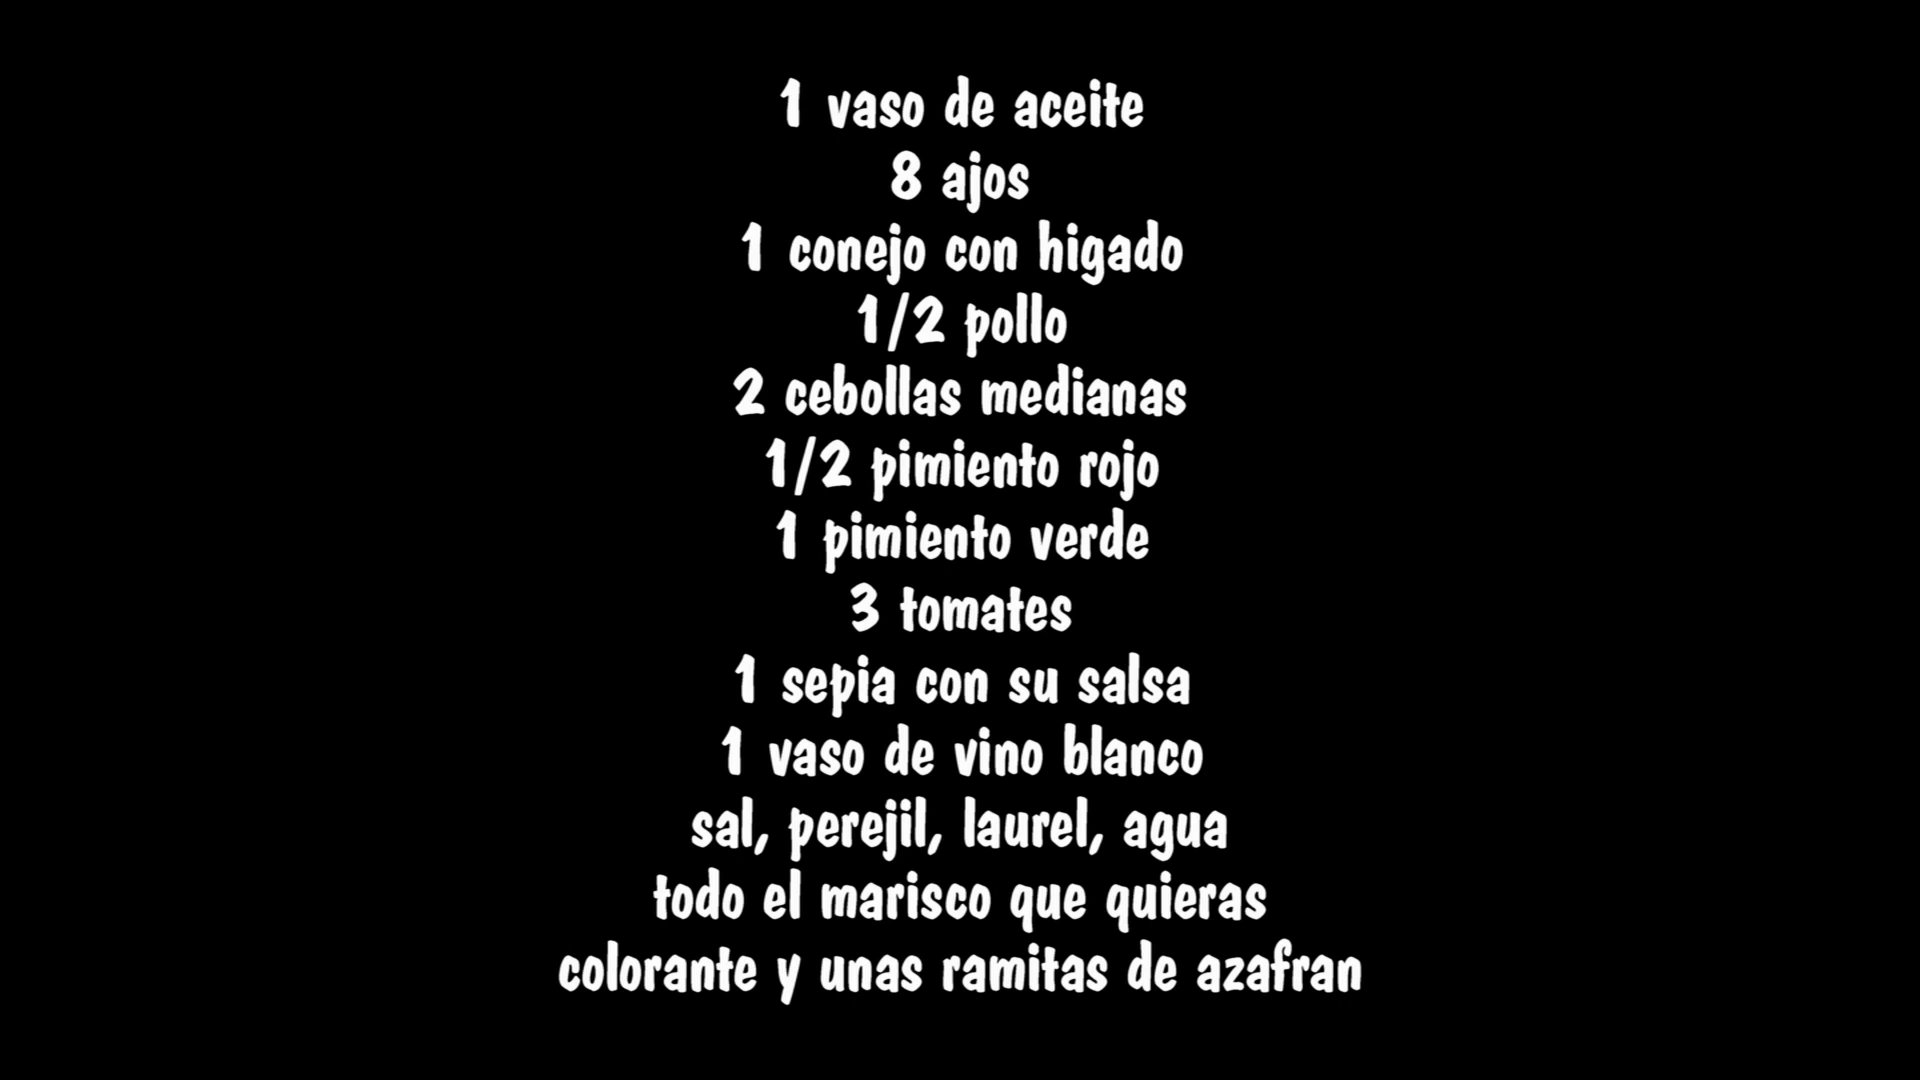 1 vaso de aceite
8 ajos
1 conejo con higado
1/2 pollo
2 cebollas medianas
1/2 pimiento rojo
1 pimiento verde
3 tomates
1 sepia con su salsa
1 vaso de vino blanco
sal, perejil, laurel, agua
todo el marisco que quieras
colorante y unas ramitas de azafran